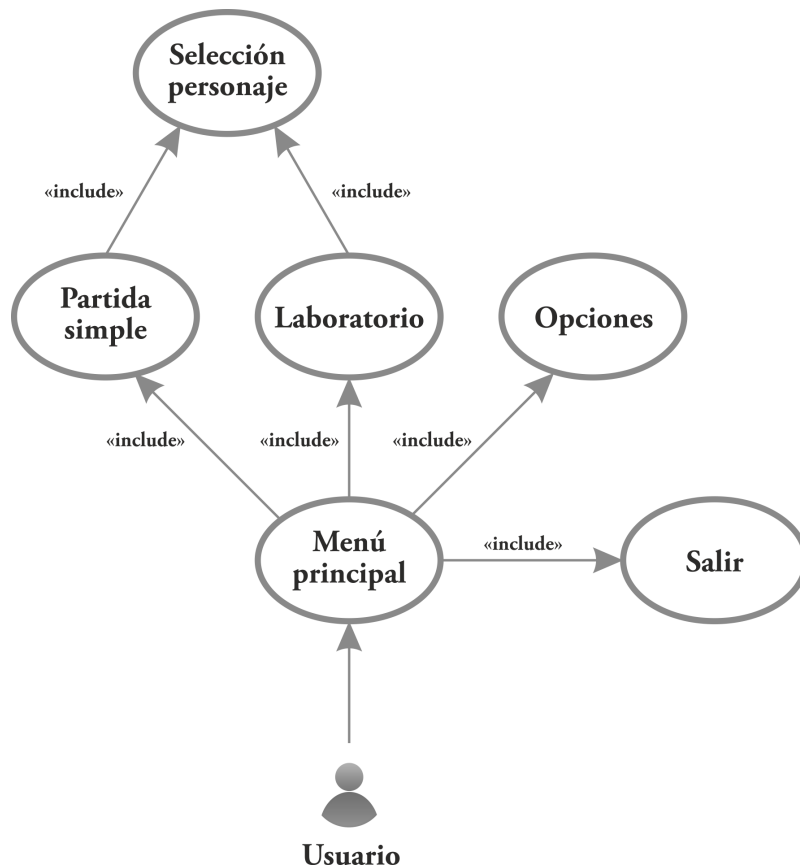 Selección
personaje
«include»
«include»
Partida
simple
Laboratorio
Opciones
«include»
«include»
«include»
Menú
principal
«include»
Salir
Usuario